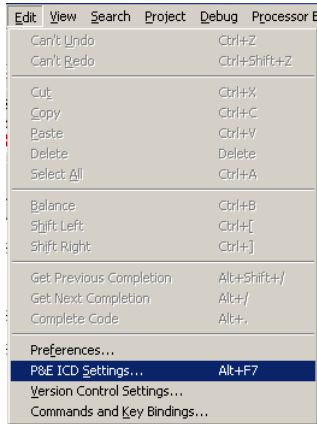 Edit View Search Project Debug Processor E
Can't Undo Ctrl+Z
Can't Redo Ctrl+Shift+Z
Cut Ctrl+X
Copy Ctrl+C
Paste Ctrl+V
Delete Delete
Select All Ctrl+A
Balance Ctrl+B
Shift Left Ctrl+[
Shift Right Ctrl+]
Get Previous Completion Alt+Shift+/
Get Next Completion Alt+/
Complete Code Alt+.
Preferences...
P&E ICD Settings... Alt+F7
Version Control Settings...
Commands and Key Bindings...